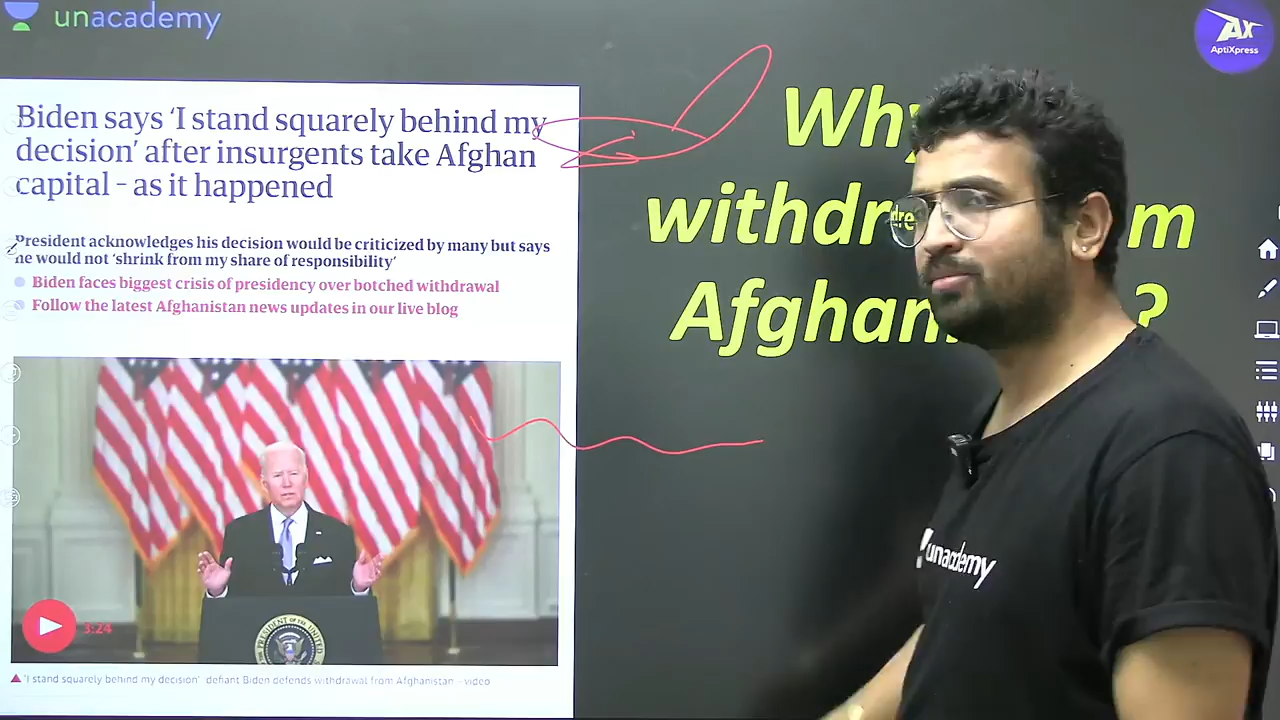 unacademy
AX
AptiXpress
Biden says ‘I stand squarely behind my
decision’ after insurgents take Afghan
capital – as it happened
President acknowledges his decision would be criticized by many but says
he would not ‘shrink from my share of responsibility’
Biden faces biggest crisis of presidency over botched withdrawal
Follow the latest Afghanistan news updates in our live blog
3:24
'I stand squarely behind my decision' defiant Biden defends withdrawal from Afghanistan – video
Why
withdr m
Afghan ?
unacademy